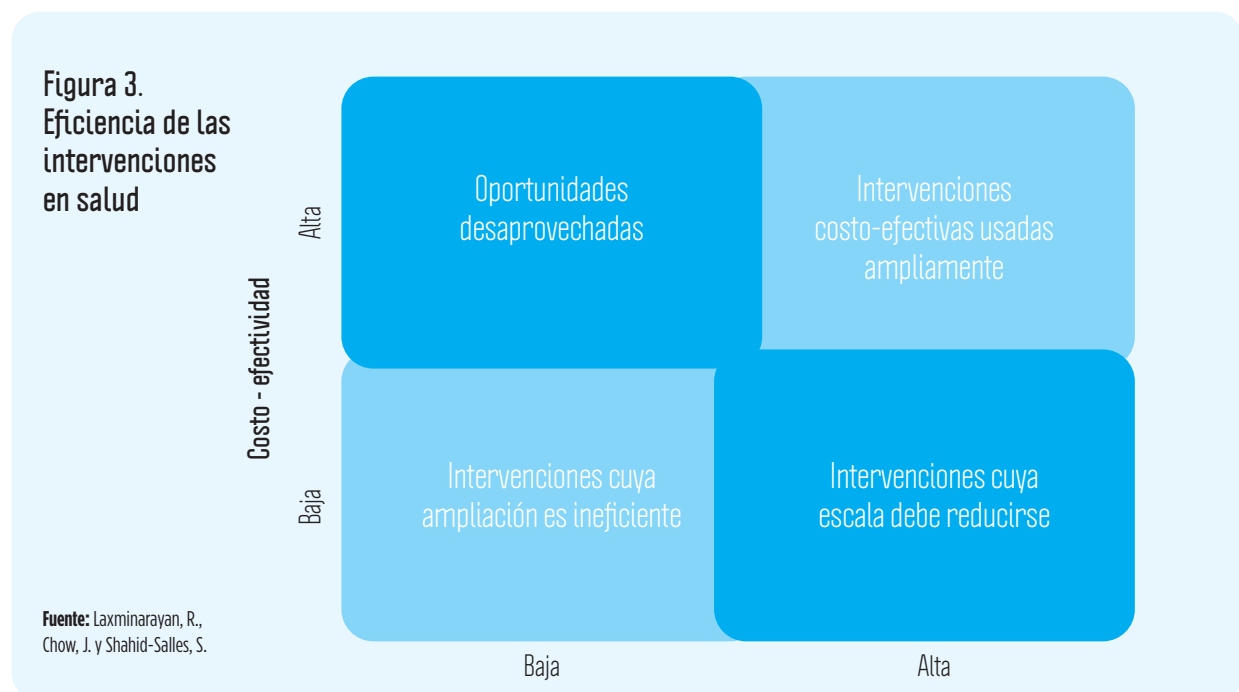 Figura 3.
Eficiencia de las
intervenciones
en salud
Costo - efectividad
Alta
Baja
Oportunidades
desaprovechadas
Intervenciones
costo-efectivas usadas
ampliamente
Intervenciones cuya
ampliación es ineficiente
Intervenciones cuya
escala debe reducirse
Baja
Alta
Fuente: Laxminarayan, R.,
Chow, J. y Shahid-Salles, S.